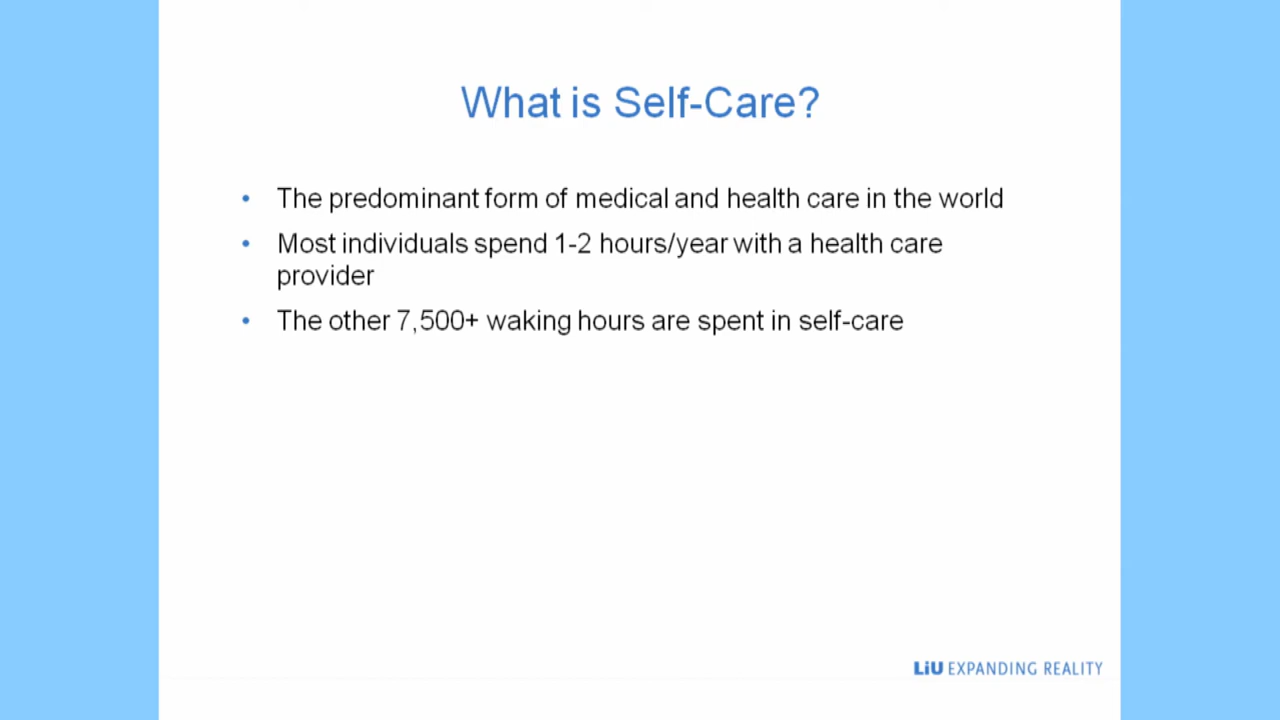 What is Self-Care?
• The predominant form of medical and health care in the world
• Most individuals spend 1-2 hours/year with a health care
provider
• The other 7,500+ waking hours are spent in self-care
LiU EXPANDING REALITY